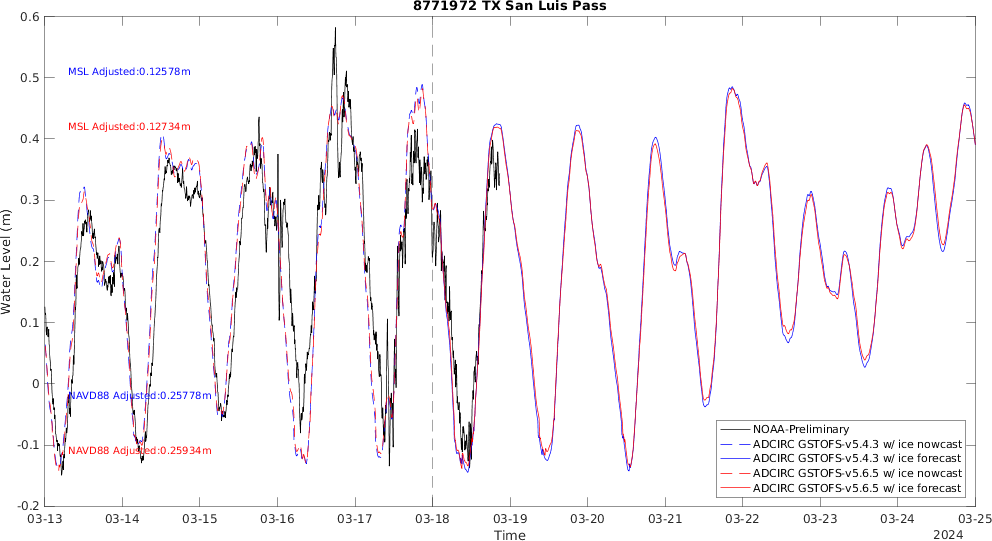 8771972 TX San Luis Pass
0.6
0.5
0.4
0.3
0.2
0.1
0
-0.1
-0.2
Water Level (m)
MSL Adjusted:0.12578m
MSL Adjusted:0.12734m
NAVD88 Adjusted:0.25778m
NAVD88 Adjusted:0.25934m
NOAA-Preliminary
ADCIRC GSTOFS-v5.4.3 w/ ice nowcast
ADCIRC GSTOFS-v5.4.3 w/ ice forecast
ADCIRC GSTOFS-v5.6.5 w/ ice nowcast
ADCIRC GSTOFS-v5.6.5 w/ ice forecast
03-13 03-14 03-15 03-16 03-17 03-18 03-19 03-20 03-21 03-22 03-23 03-24 03-25
Time
2024